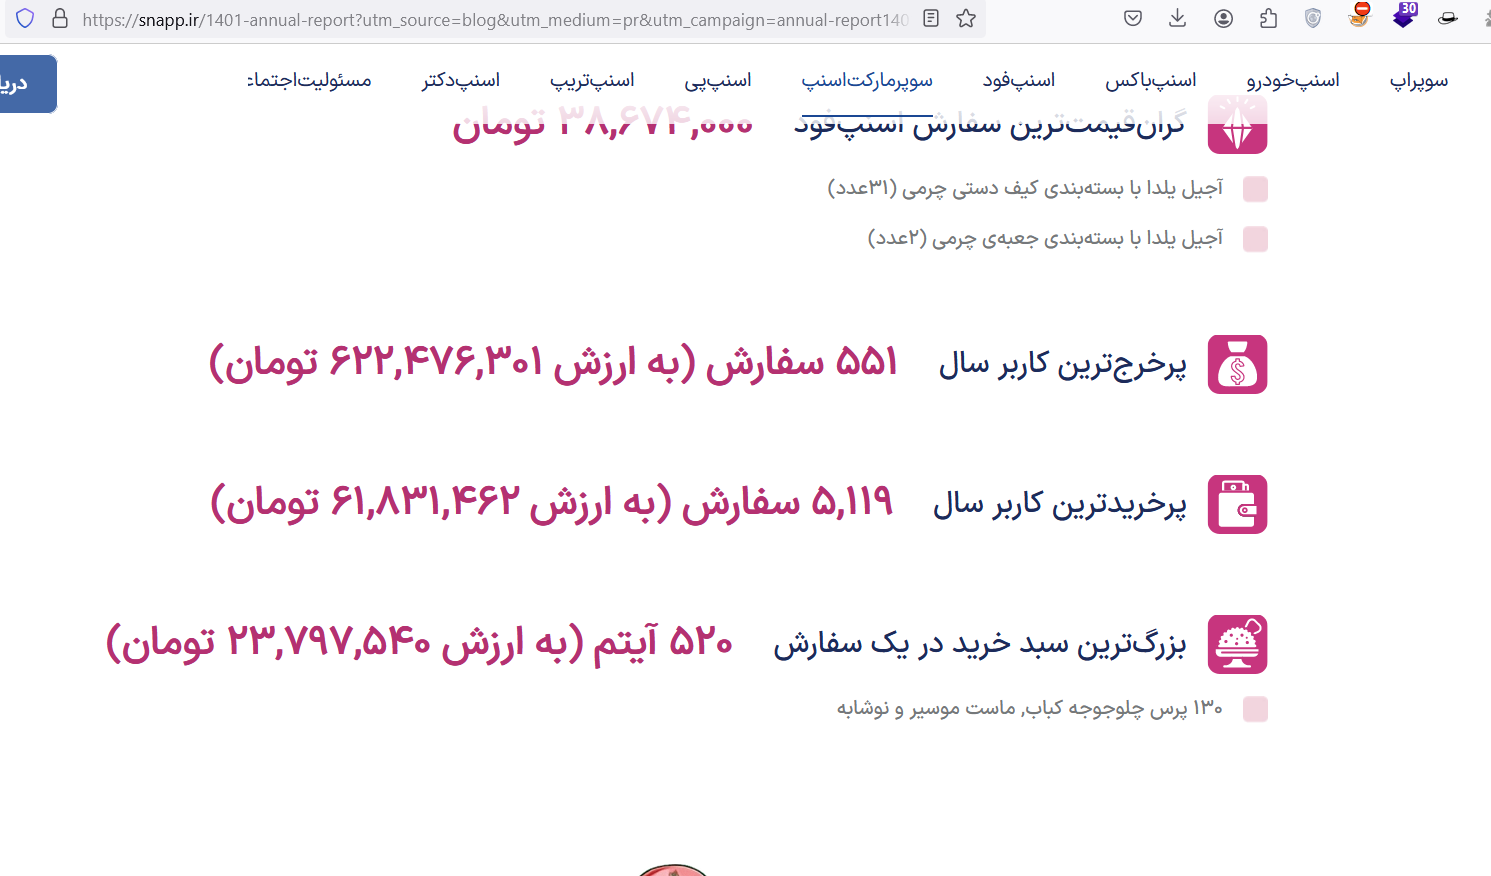 https://snapp.ir/1401-annual-report?utm_source=blog&utm_medium=pr&utm_campaign=annual-report140
30
سوپراپ اسنپ‌خودرو اسنپ‌باکس اسنپ‌فود سوپرمارکت‌اسنپ اسنپ‌پی اسنپ‌تریپ اسنپ‌دکتر مسئولیت‌اجتماع
گران‌قیمت‌ترین سفارش اسنپ‌فود ۳۸,۶۷۴,۰۰۰ تومان
آجیل یلدا با بسته‌بندی کیف دستی چرمی (۳۱عدد)
آجیل یلدا با بسته‌بندی جعبه‌ی چرمی (۲عدد)
پرخرج‌ترین کاربر سال ۵۵۱ سفارش (به ارزش ۶۲۲,۴۷۶,۳۰۱ تومان)
پرخریدترین کاربر سال ۵,۱۱۹ سفارش (به ارزش ۶۱,۸۳۱,۴۶۲ تومان)
بزرگ‌ترین سبد خرید در یک سفارش ۵۲۰ آیتم (به ارزش ۲۳,۷۹۷,۵۴۰ تومان)
۱۳۰ پرس چلوجوجه کباب, ماست موسیر و نوشابه